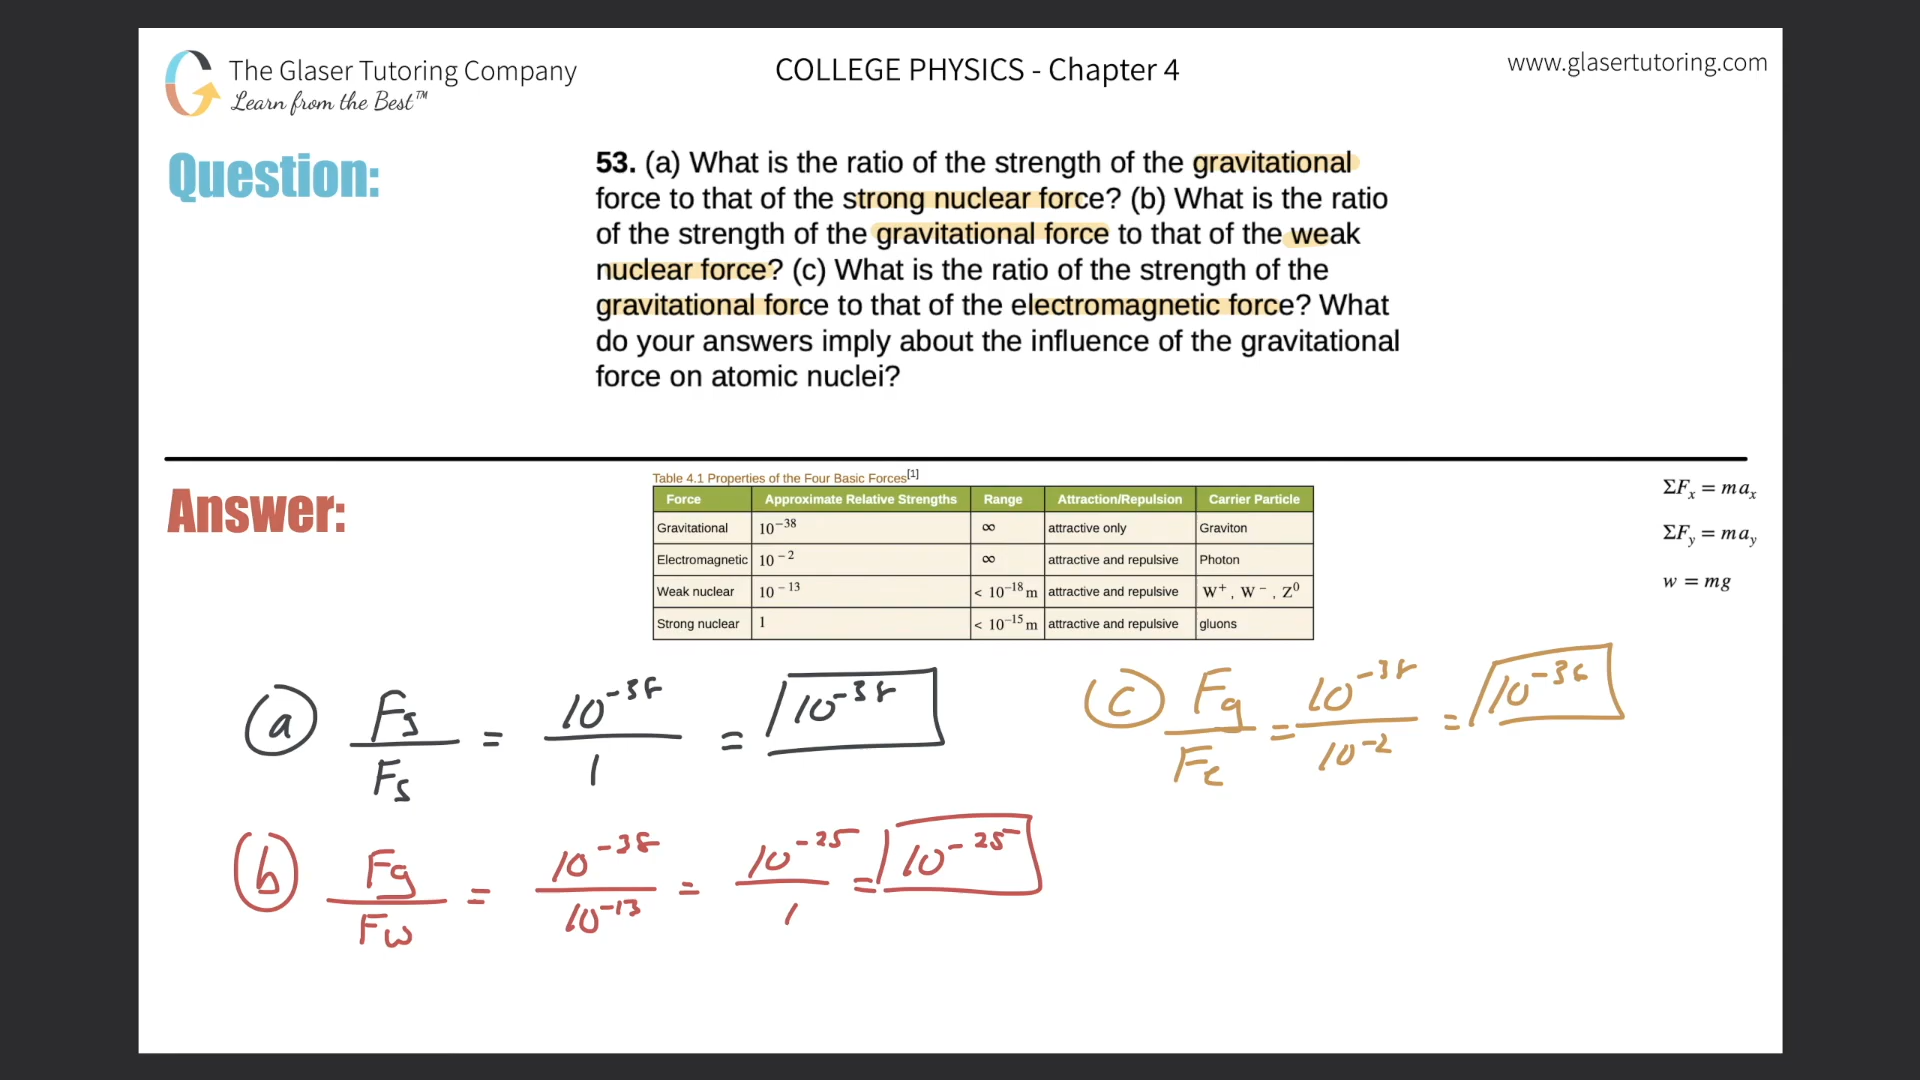 The Glaser Tutoring Company
Learn from the Best™
COLLEGE PHYSICS - Chapter 4
www.glasertutoring.com
Question:
53. (a) What is the ratio of the strength of the gravitational
force to that of the strong nuclear force? (b) What is the ratio
of the strength of the gravitational force to that of the weak
nuclear force? (c) What is the ratio of the strength of the
gravitational force to that of the electromagnetic force? What
do your answers imply about the influence of the gravitational
force on atomic nuclei?
Answer:
Table 4.1 Properties of the Four Basic Forces[1]
Force Approximate Relative Strengths Range Attraction/Repulsion Carrier Particle
Gravitational 10⁻³⁸ ∞ attractive only Graviton
Electromagnetic 10⁻² ∞ attractive and repulsive Photon
Weak nuclear 10⁻¹³ < 10⁻¹⁸ m attractive and repulsive W⁺, W⁻, Z⁰
Strong nuclear 1 < 10⁻¹⁵ m attractive and repulsive gluons
ΣFₓ = maₓ
ΣF_y = ma_y
w = mg
(a) Fg/Fs = 10⁻³⁸/1 = 10⁻³⁸
(b) Fg/Fw = 10⁻³⁸/10⁻¹³ = 10⁻²⁵/1 = 10⁻²⁵
(c) Fg/Fe = 10⁻³⁸/10⁻² = 10⁻³⁶